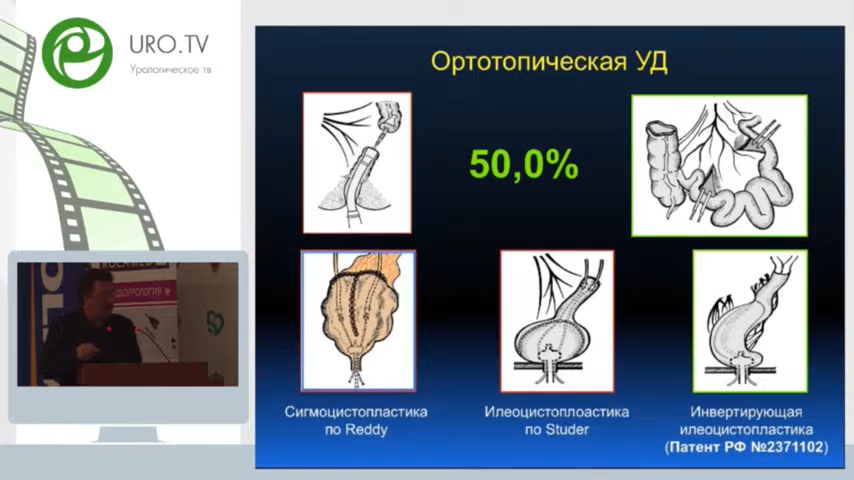 URO.TV
Урологическое тв
Ортотопическая УД
50,0%
Сигмоцистопластика
по Reddy
Илеоцистоплоастика
по Studer
Инвертирующая
илеоцистопластика
(Патент РФ №2371102)